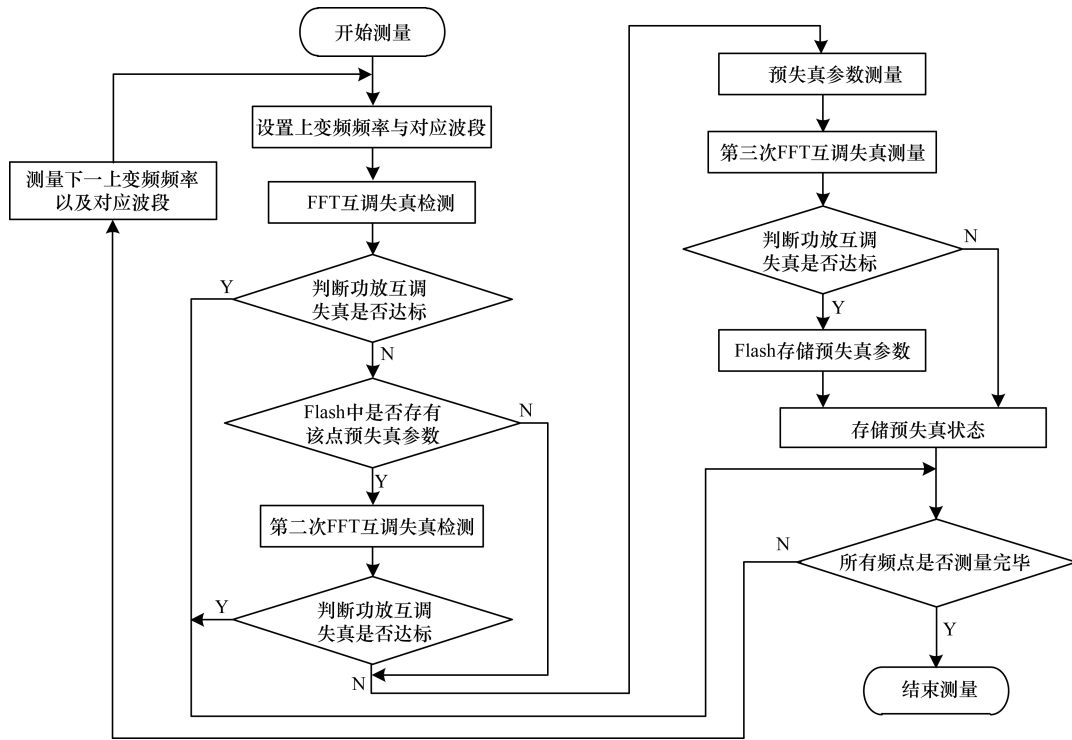 开始测量
设置上变频频率与对应波段
测量下一上变频频率
以及对应波段
FFT互调失真检测
判断功放互调
失真是否达标
Y
N
Flash中是否存有
该点预失真参数
N
Y
第二次FFT互调失真检测
判断功放互调
失真是否达标
Y
N
预失真参数测量
第三次FFT互调失真测量
判断功放互调
失真是否达标
N
Y
Flash存储预失真参数
存储预失真状态
所有频点是否测量完毕
N
Y
结束测量